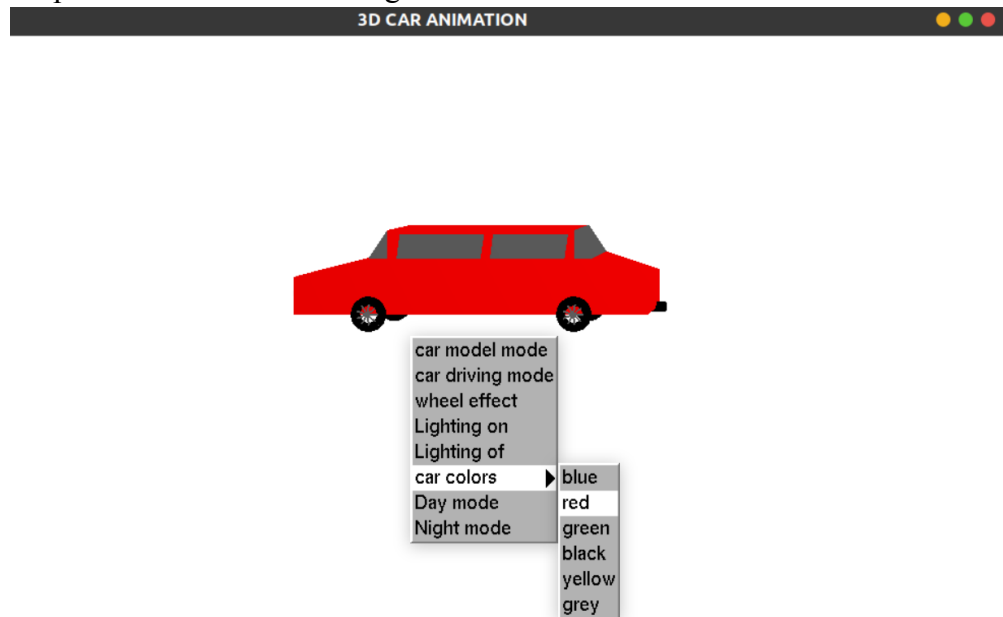 3D CAR ANIMATION
car model mode
car driving mode
wheel effect
Lighting on
Lighting of
car colors
Day mode
Night mode
blue
red
green
black
yellow
grey